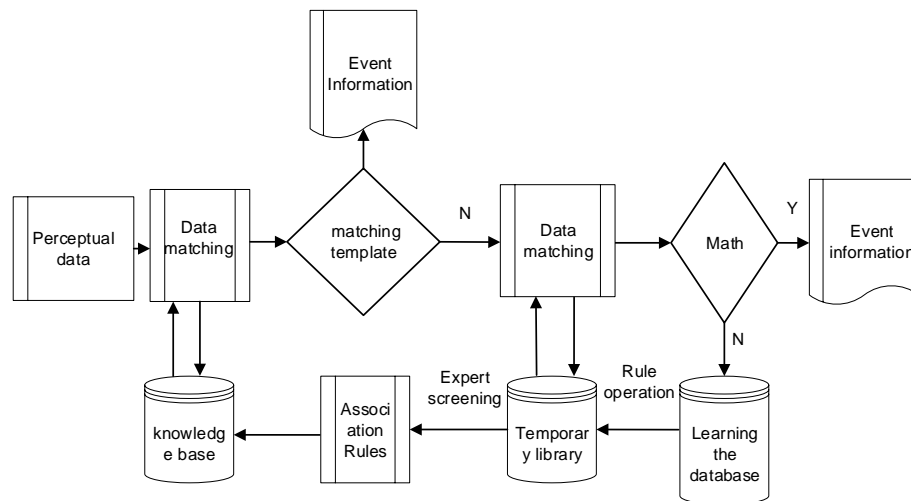 Event
Information
Perceptual
data
Data
matching
matching
template
N
Data
matching
Math
Y
Event
information
N
knowledg
e base
Associ
ation
Rules
Expert
screening
Temporar
y library
Rule
operation
Learning
the
database